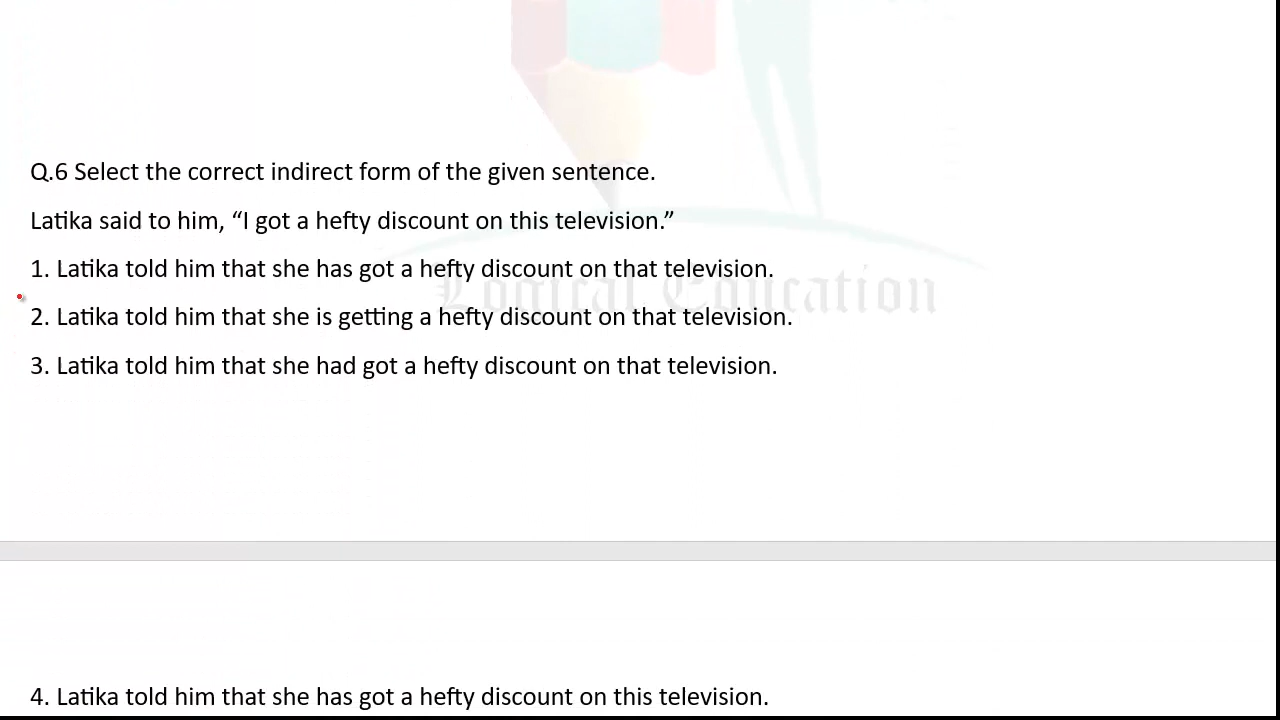 Q.6 Select the correct indirect form of the given sentence.
Latika said to him, “I got a hefty discount on this television.”
1. Latika told him that she has got a hefty discount on that television.
Logical Education
2. Latika told him that she is getting a hefty discount on that television.
3. Latika told him that she had got a hefty discount on that television.
4. Latika told him that she has got a hefty discount on this television.